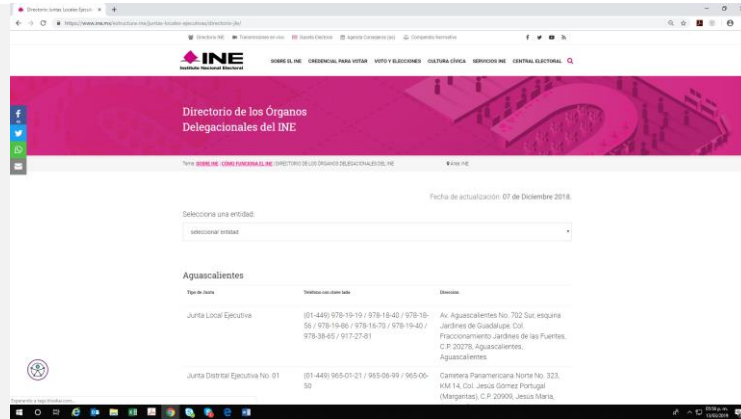 Directorio Juntas Locales Ejecuti
https://www.ine.mx/estructura-ine/juntas-locales-ejecutivas/directorio-jle/
Directorio INE Transmisiones en vivo Gaceta Electoral Agenda Consejeros (as) Compendio Normativo
INE
Instituto Nacional Electoral
SOBRE EL INE CREDENCIAL PARA VOTAR VOTO Y ELECCIONES CULTURA CÍVICA SERVICIOS INE CENTRAL ELECTORAL
Directorio de los Órganos
Delegacionales del INE
Tema: SOBRE INE CÓMO FUNCIONA EL INE DIRECTORIO DE LOS ÓRGANOS DELEGACIONALES DEL INE Área: INE
Fecha de actualización: 07 de Diciembre 2018.
Selecciona una entidad:
seleccionar entidad
Aguascalientes
Tipo de Junta Teléfono con clave lada Dirección
Junta Local Ejecutiva (01-449) 978-19-19 / 978-18-40 / 978-18-
56 / 978-19-86 / 978-16-70 / 978-19-40 /
978-38-65 / 917-27-81
Av. Aguascalientes No. 702 Sur, esquina
Jardines de Guadalupe, Col.
Fraccionamiento Jardines de las Fuentes,
C.P. 20278, Aguascalientes,
Aguascalientes
Junta Distrital Ejecutiva No. 01 (01-449) 965-01-21 / 965-06-99 / 965-06-
50
Carretera Panamericana Norte No. 323,
KM 14, Col. Jesús Gómez Portugal
(Margaritas), C.P. 20909, Jesús María,